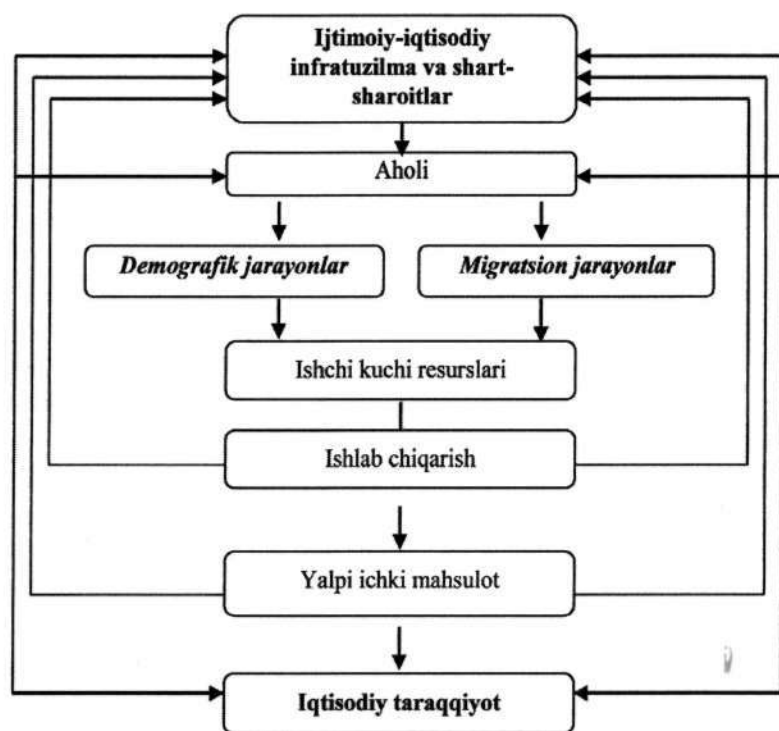 Ijtimoiy-iqtisodiy
infratuzilma va shart-
sharoitlar
Aholi
Demografik jarayonlar
Migratsion jarayonlar
Ishchi kuchi resurslari
Ishlab chiqarish
Yalpi ichki mahsulot
Iqtisodiy taraqqiyot